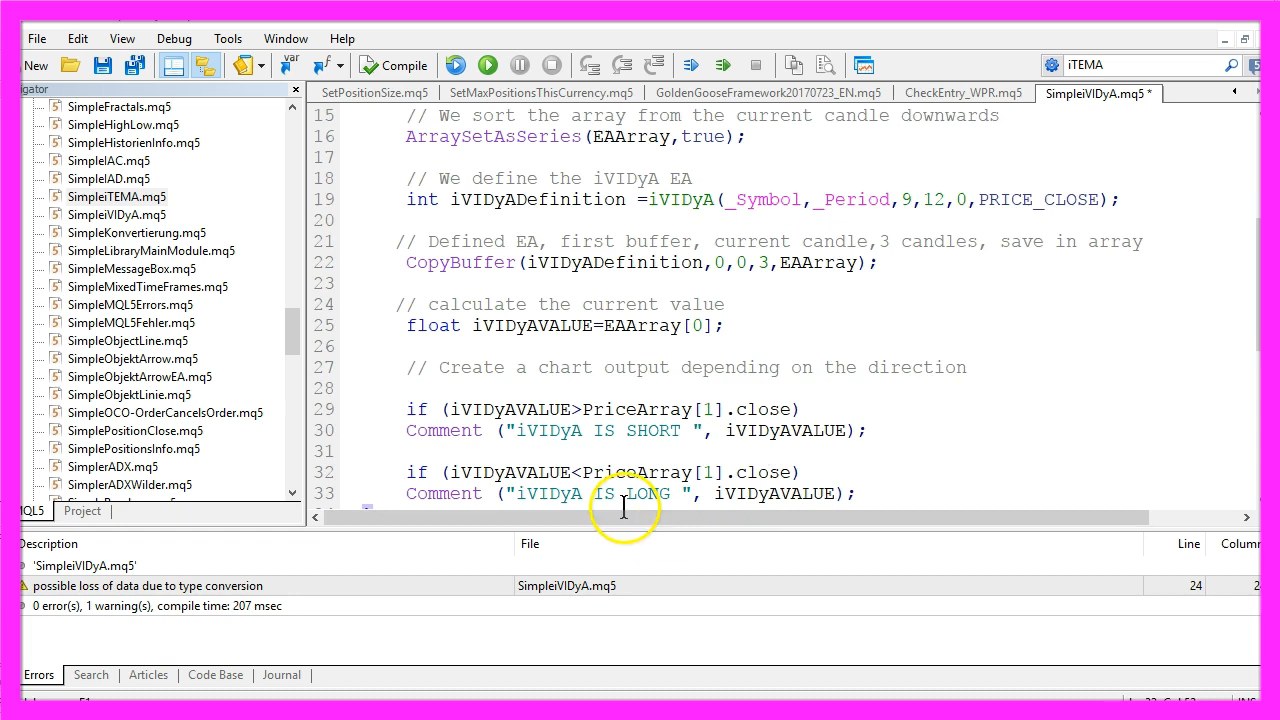 File Edit View Debug Tools Window Help
New Compile iTEMA
SetPositionSize.mq5 SetMaxPositionsThisCurrency.mq5 GoldenGooseFramework20170723_EN.mq5 CheckEntry_WPR.mq5 SimpleiVIDyA.mq5 *
SimpleFractals.mq5
SimpleHighLow.mq5
SimpleHistorienInfo.mq5
SimpleIAC.mq5
SimpleIAD.mq5
SimpleiTEMA.mq5
SimpleiVIDyA.mq5
SimpleKonvertierung.mq5
SimpleLibraryMainModule.mq5
SimpleMessageBox.mq5
SimpleMixedTimeFrames.mq5
SimpleMQL5Errors.mq5
SimpleMQL5Fehler.mq5
SimpleObjectLine.mq5
SimpleObjektArrow.mq5
SimpleObjektArrowEA.mq5
SimpleObjektLinie.mq5
SimpleOCO-OrderCancelsOrder.mq5
SimplePositionClose.mq5
SimplePositionsInfo.mq5
SimplerADX.mq5
SimplerADXWilder.mq5
MQL5 Project
15 // We sort the array from the current candle downwards
16 ArraySetAsSeries(EAArray,true);
17
18 // We define the iVIDyA EA
19 int iVIDyADefinition =iVIDyA(_Symbol,_Period,9,12,0,PRICE_CLOSE);
20
21 // Defined EA, first buffer, current candle,3 candles, save in array
22 CopyBuffer(iVIDyADefinition,0,0,3,EAArray);
23
24 // calculate the current value
25 float iVIDyAVALUE=EAArray[0];
26
27 // Create a chart output depending on the direction
28
29 if (iVIDyAVALUE>PriceArray[1].close)
30 Comment ("iVIDyA IS SHORT ", iVIDyAVALUE);
31
32 if (iVIDyAVALUE<PriceArray[1].close)
33 Comment ("iVIDyA IS LONG ", iVIDyAVALUE);
Description File Line Column
'SimpleiVIDyA.mq5'
possible loss of data due to type conversion SimpleiVIDyA.mq5 24
0 error(s), 1 warning(s), compile time: 207 msec
Errors Search Articles Code Base Journal